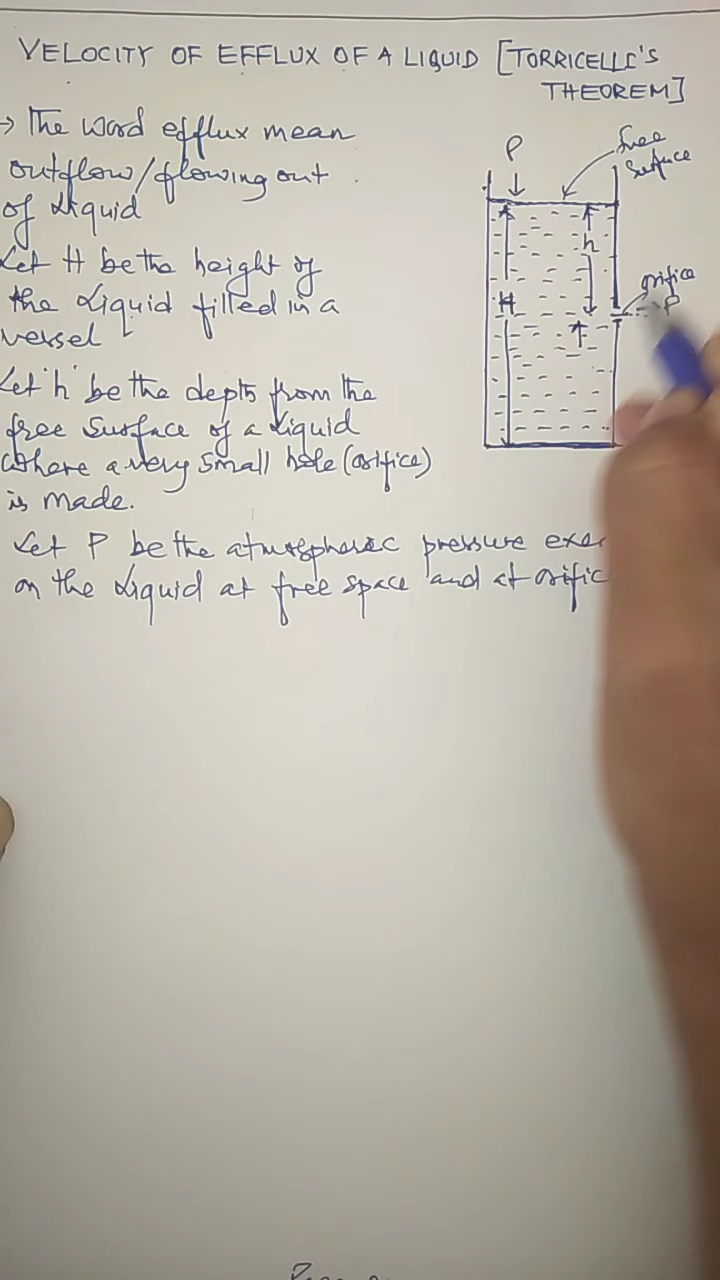 VELOCITY OF EFFLUX OF A LIQUID [TORRICELLI'S
THEOREM]
→ The word efflux mean
outflow/flowing out
of liquid
Let H be the height of
the liquid filled in a
vessel
Let 'h' be the depth from the
free surface of a liquid
where a very small hole (orifice)
is made.
Let P be the atmospheric pressure exer
on the liquid at free space and at orific
P
free
surface
h
H
orifice
P